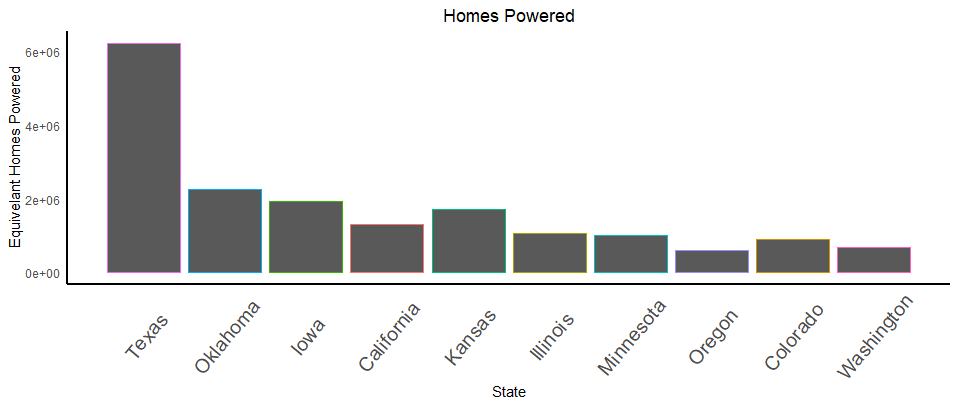 Homes Powered
Equivelant Homes Powered
6e+06
4e+06
2e+06
0e+00
Texas
Oklahoma
Iowa
California
Kansas
Illinois
Minnesota
Oregon
Colorado
Washington
State